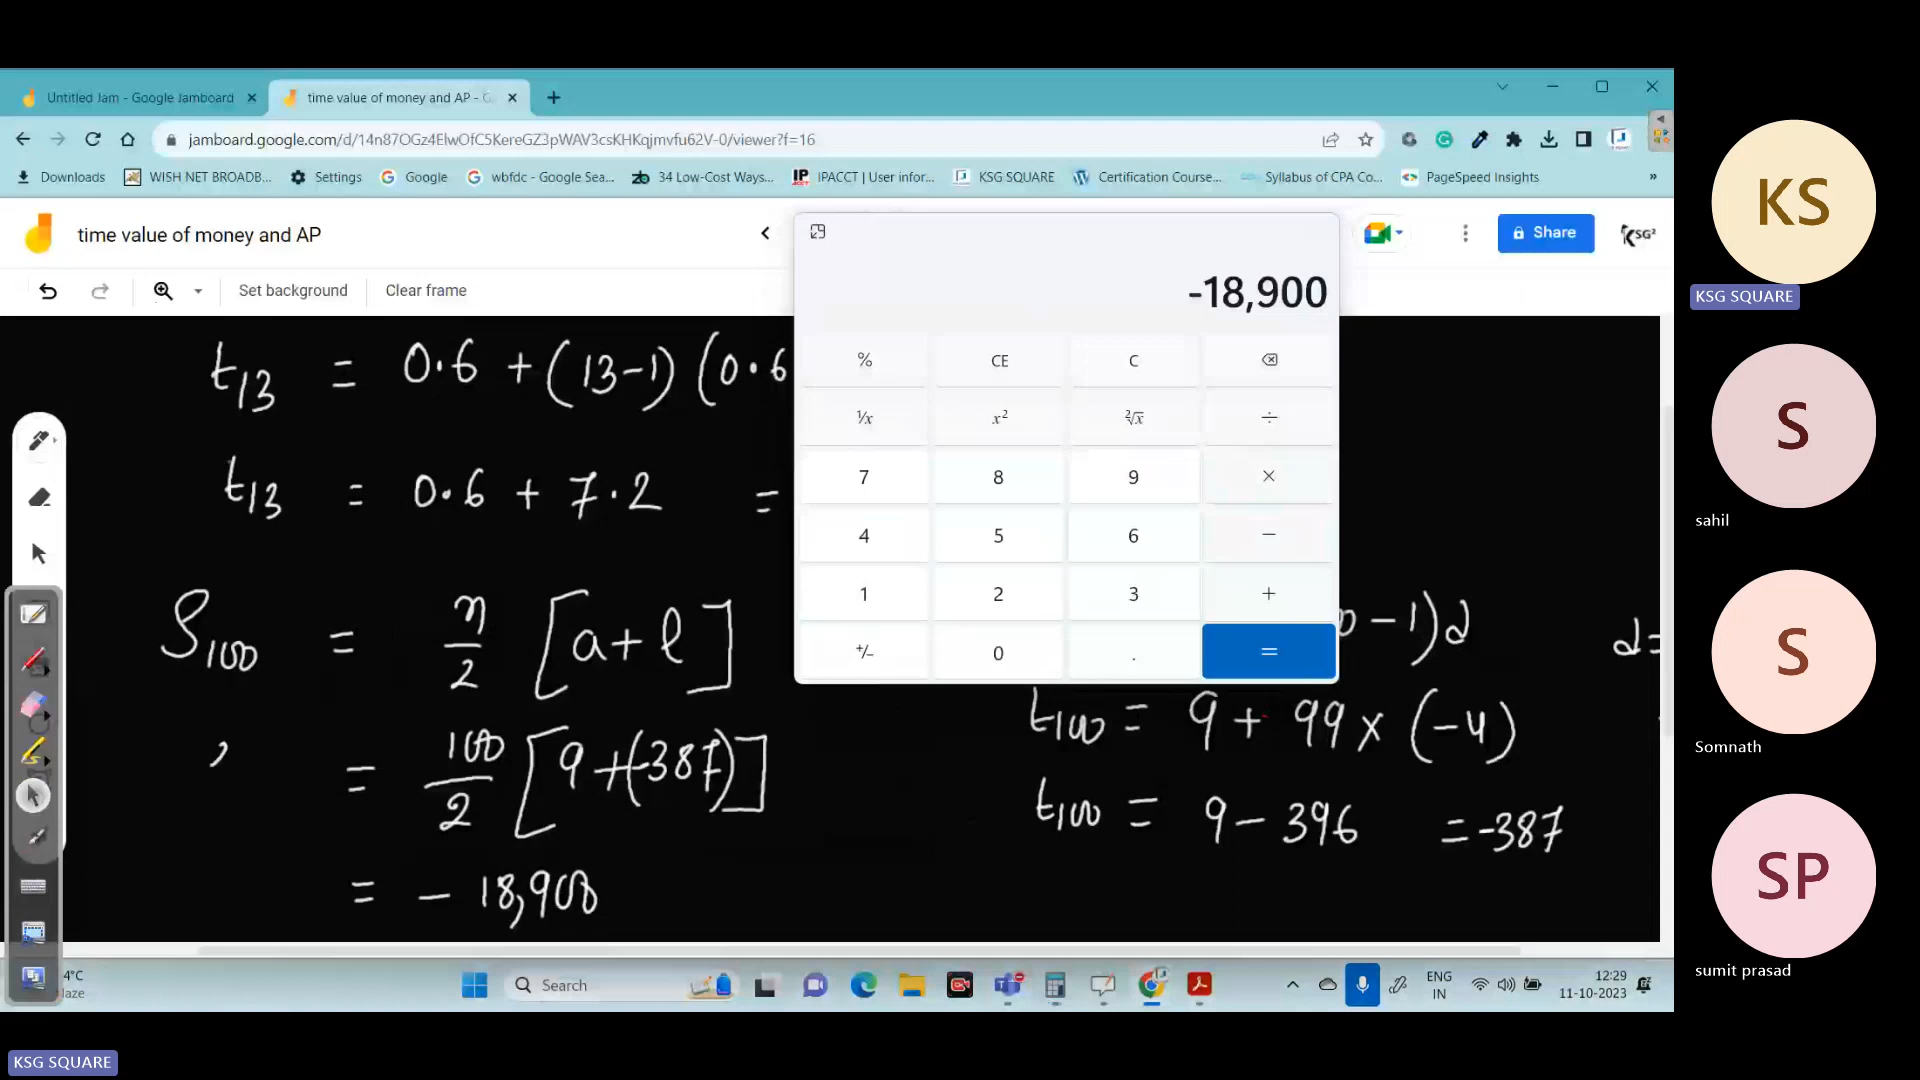 Untitled Jam - Google Jamboard
time value of money and AP - G
jamboard.google.com/d/14n87OGz4ElwOfC5KereGZ3pWAV3csKHKqjmvfu62V-0/viewer?f=16
Downloads WISH NET BROADB... Settings Google wbfdc - Google Sea... 34 Low-Cost Ways... IPACCT | User infor... KSG SQUARE Certification Course... Syllabus of CPA Co... PageSpeed Insights »
time value of money and AP
Share
KSG²
Set background Clear frame
-18,900
% CE C
¹/x x² ²√x ÷
7 8 9 ×
4 5 6 −
1 2 3 +
+/− 0 . =
t13 = 0.6 + (13-1) (0.6
t13 = 0.6 + 7.2 =
S100 = n/2 [a+l]
-1)d d=
, = 100/2 [9+(-387)]
t100 = 9 + 99 × (-4)
t100 = 9 - 396 = -387
= - 18,900
4°C
laze
Search
ENG
IN
12:29
11-10-2023
KS
KSG SQUARE
S
sahil
S
Somnath
SP
sumit prasad
KSG SQUARE